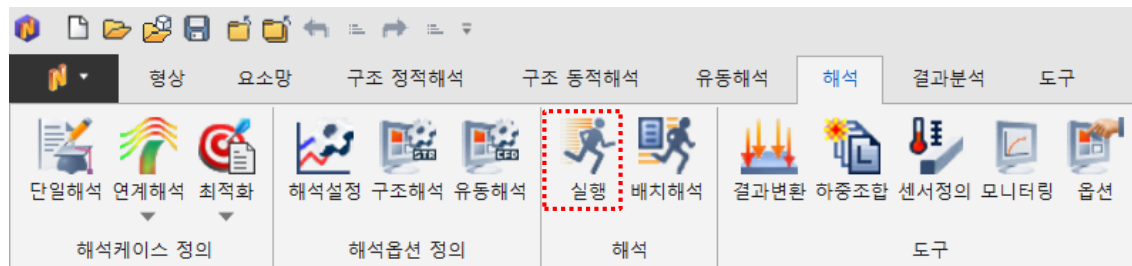 형상 요소망 구조 정적해석 구조 동적해석 유동해석 해석 결과분석 도구
단일해석 연계해석 최적화 해석설정 구조해석 유동해석 실행 배치해석 결과변환 하중조합 센서정의 모니터링 옵션
해석케이스 정의 해석옵션 정의 해석 도구